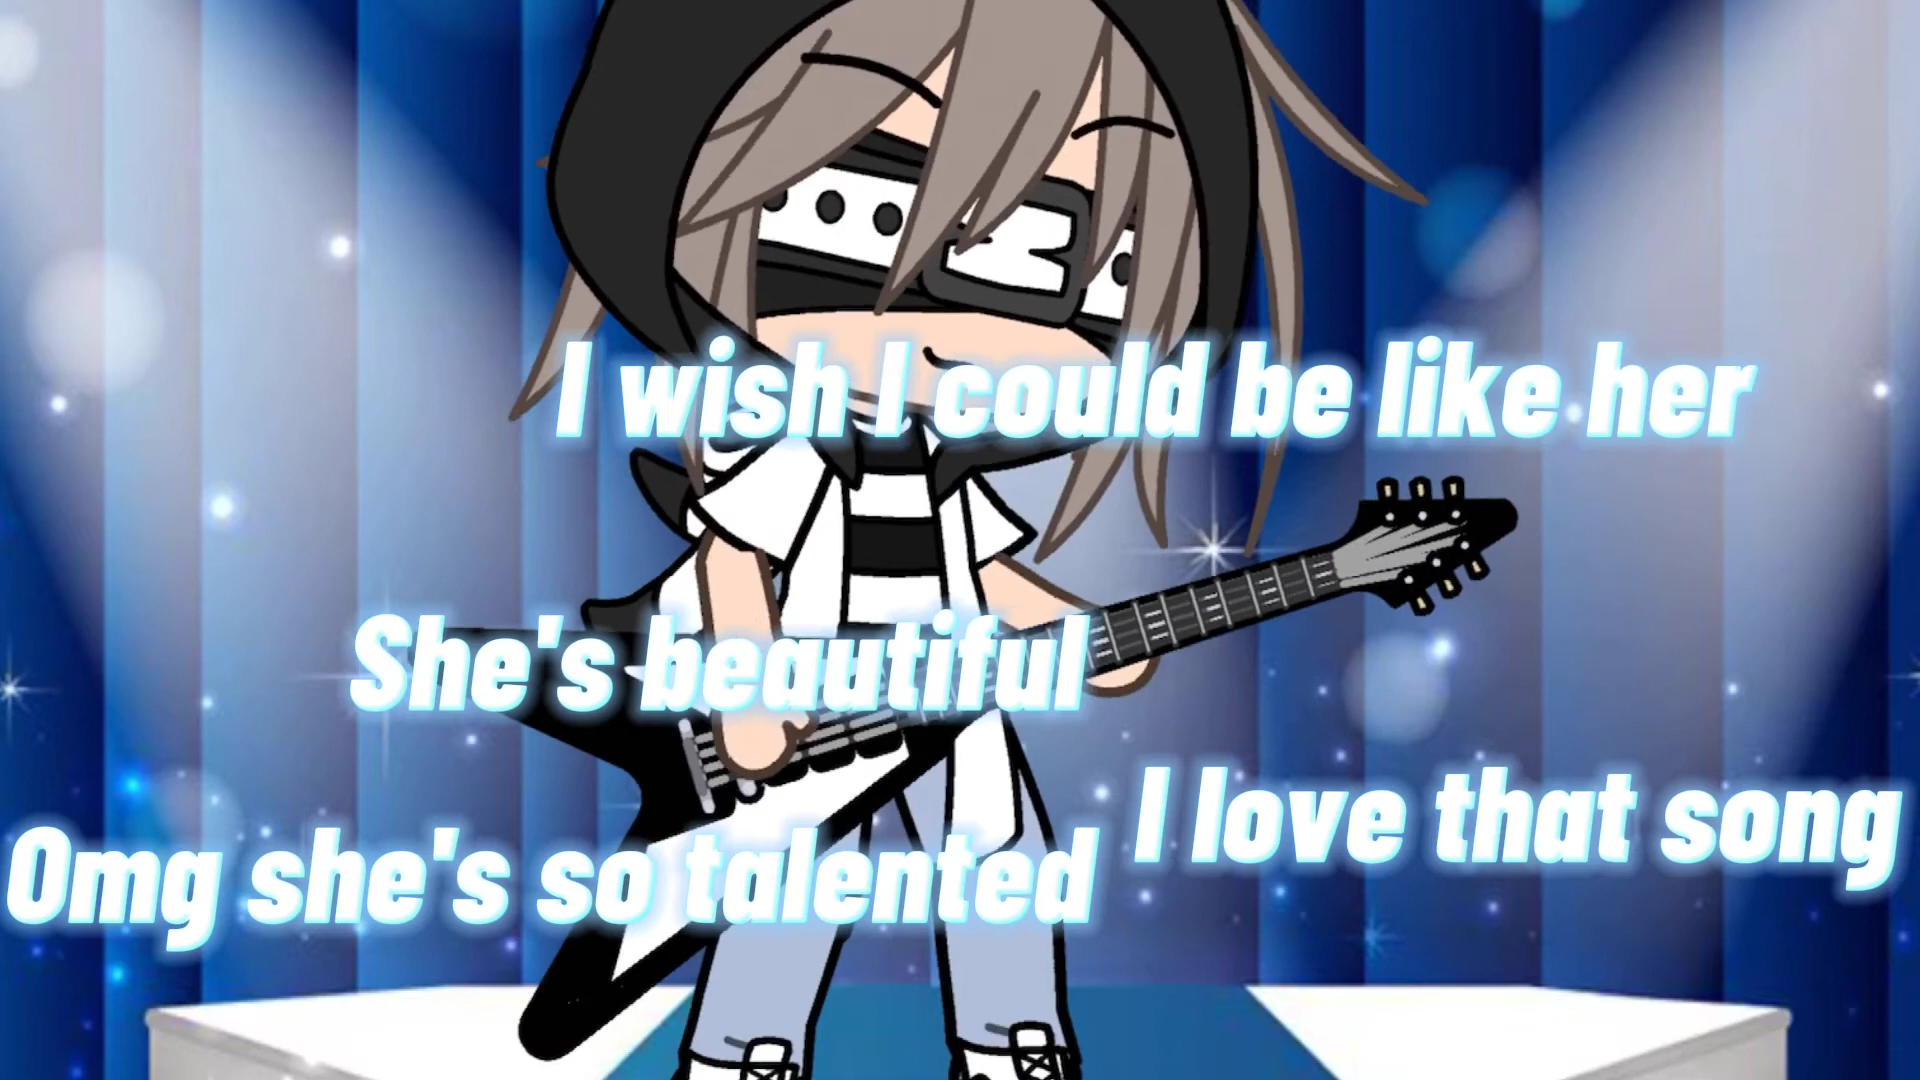 I wish I could be like her
She's beautiful
I love that song
Omg she's so talented